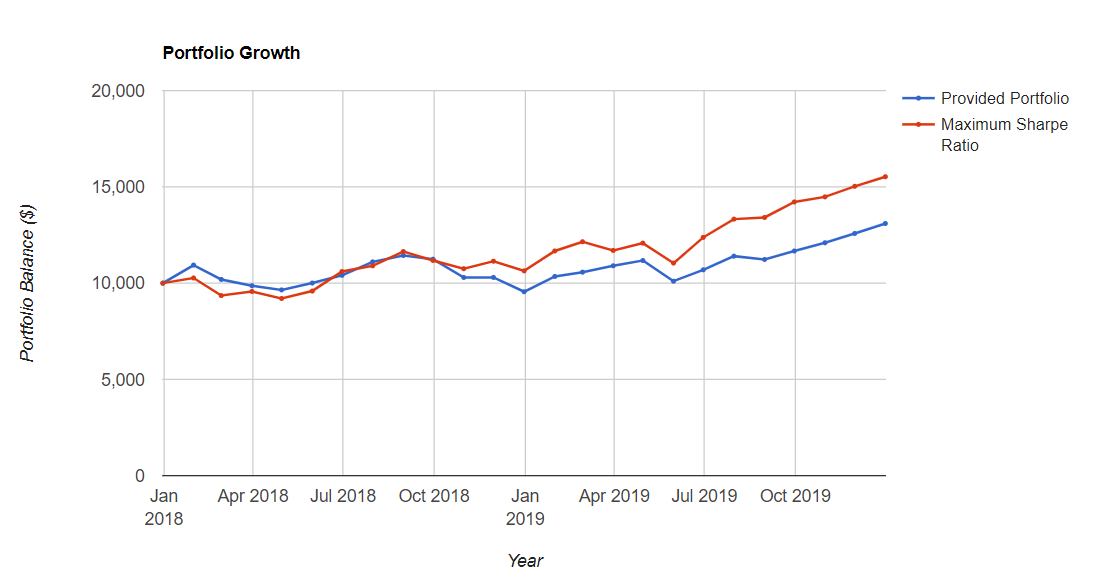 Portfolio Growth
20,000
15,000
10,000
5,000
0
Portfolio Balance ($)
Jan
2018
Apr 2018
Jul 2018
Oct 2018
Jan
2019
Apr 2019
Jul 2019
Oct 2019
Year
Provided Portfolio
Maximum Sharpe
Ratio